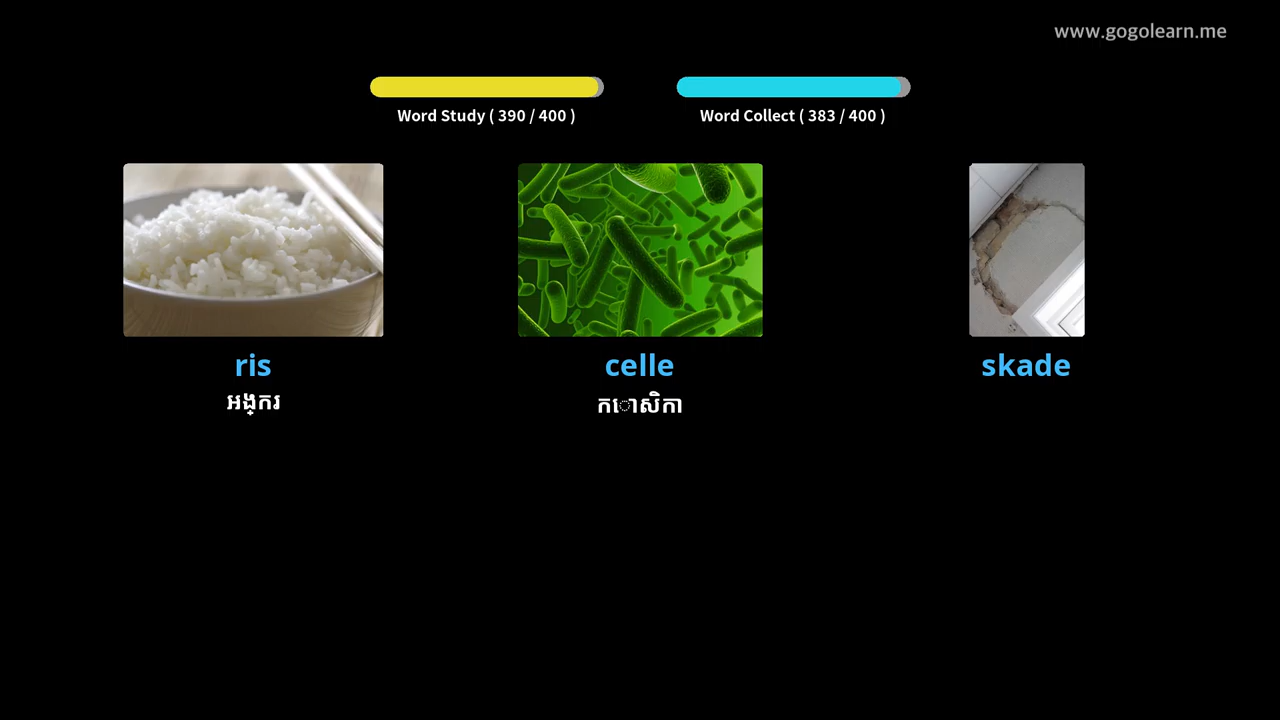 www.gogolearn.me
Word Study ( 390 / 400 )
Word Collect ( 383 / 400 )
ris
celle
skade
អង្ករ
កោសិកា